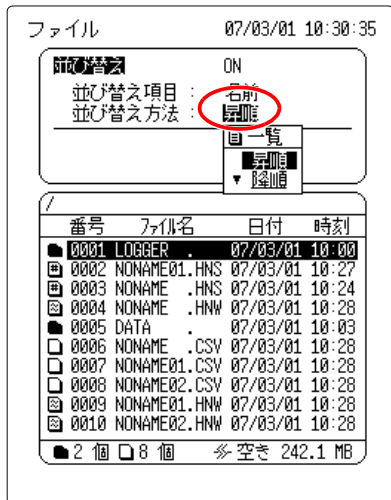 ファイル 07/03/01 10:30:35
並び替え ON
並び替え項目 : 名前
並び替え方法 : 昇順
一覧
昇順
▼ 降順
/
番号 ファイル名 日付 時刻
0001 LOGGER . 07/03/01 10:00
0002 NONAME01.HNS 07/03/01 10:27
0003 NONAME .HNS 07/03/01 10:24
0004 NONAME .HNW 07/03/01 10:28
0005 DATA . 07/03/01 10:03
0006 NONAME .CSV 07/03/01 10:28
0007 NONAME01.CSV 07/03/01 10:28
0008 NONAME02.CSV 07/03/01 10:28
0009 NONAME01.HNW 07/03/01 10:28
0010 NONAME02.HNW 07/03/01 10:28
2 個 8 個 空き 242.1 MB